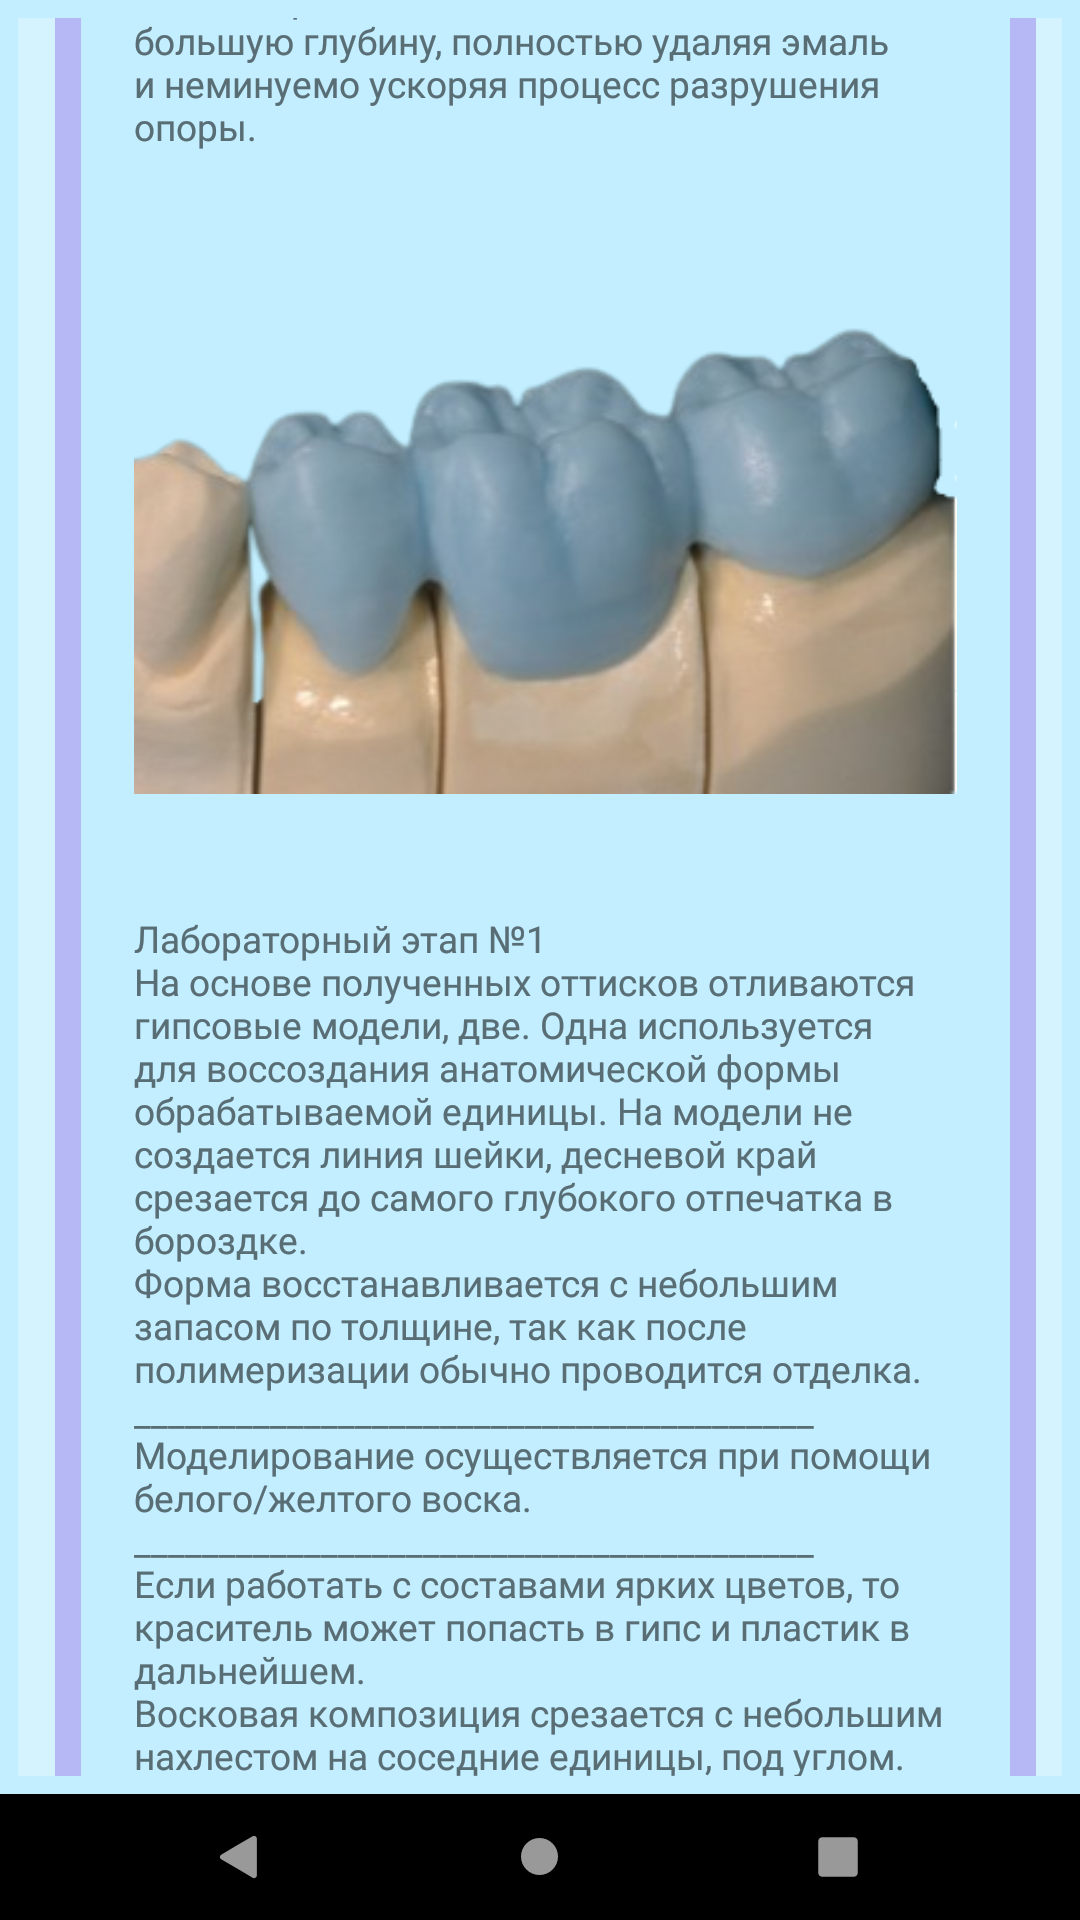 большую глубину, полностью удаляя эмаль
и неминуемо ускоряя процесс разрушения
опоры.
Лабораторный этап №1
На основе полученных оттисков отливаются
гипсовые модели, две. Одна используется
для воссоздания анатомической формы
обрабатываемой единицы. На модели не
создается линия шейки, десневой край
срезается до самого глубокого отпечатка в
бороздке.
Форма восстанавливается с небольшим
запасом по толщине, так как после
полимеризации обычно проводится отделка.
________________________________________
Моделирование осуществляется при помощи
белого/желтого воска.
________________________________________
Если работать с составами ярких цветов, то
краситель может попасть в гипс и пластик в
дальнейшем.
Восковая композиция срезается с небольшим
нахлестом на соседние единицы, под углом.